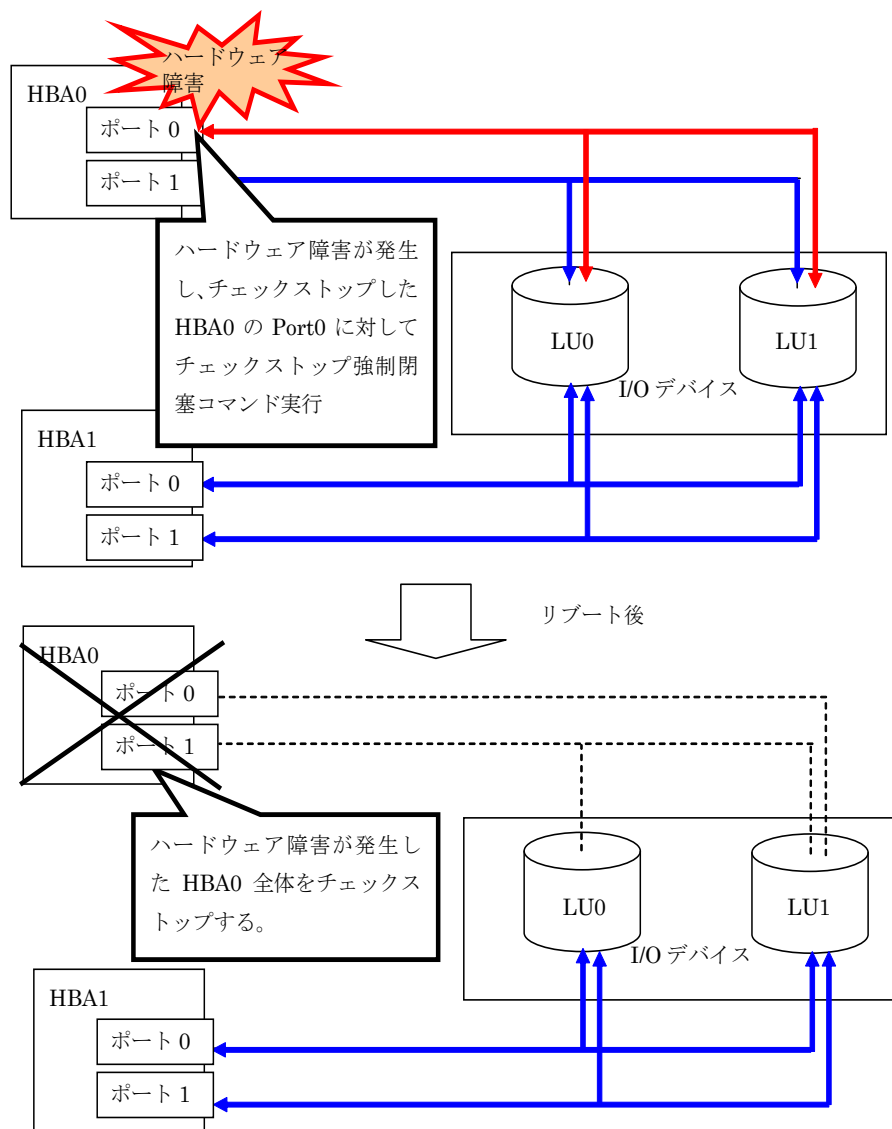 ハードウェア
障害
HBA0
ポート 0
ポート 1
ハードウェア障害が発生
し、チェックストップした
HBA0 の Port0 に対して
チェックストップ強制閉
塞コマンド実行
LU0
LU1
I/O デバイス
HBA1
ポート 0
ポート 1
リブート後
HBA0
ポート 0
ポート 1
ハードウェア障害が発生し
た HBA0 全体をチェックス
トップする。
LU0
LU1
I/O デバイス
HBA1
ポート 0
ポート 1